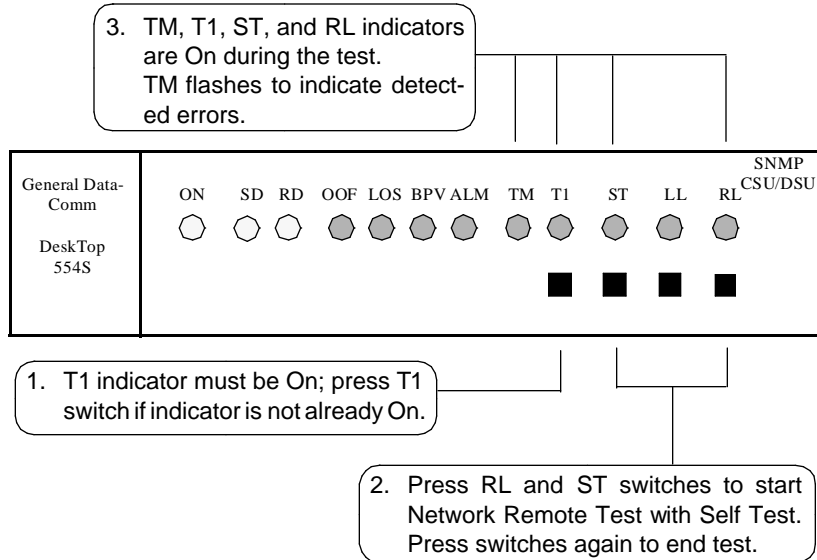 3. TM, T1, ST, and RL indicators
are On during the test.
TM flashes to indicate detect-
ed errors.
General Data-
Comm
DeskTop
554S
ON SD RD OOF LOS BPV ALM TM T1 ST LL RL
SNMP
CSU/DSU
1. T1 indicator must be On; press T1
switch if indicator is not already On.
2. Press RL and ST switches to start
Network Remote Test with Self Test.
Press switches again to end test.